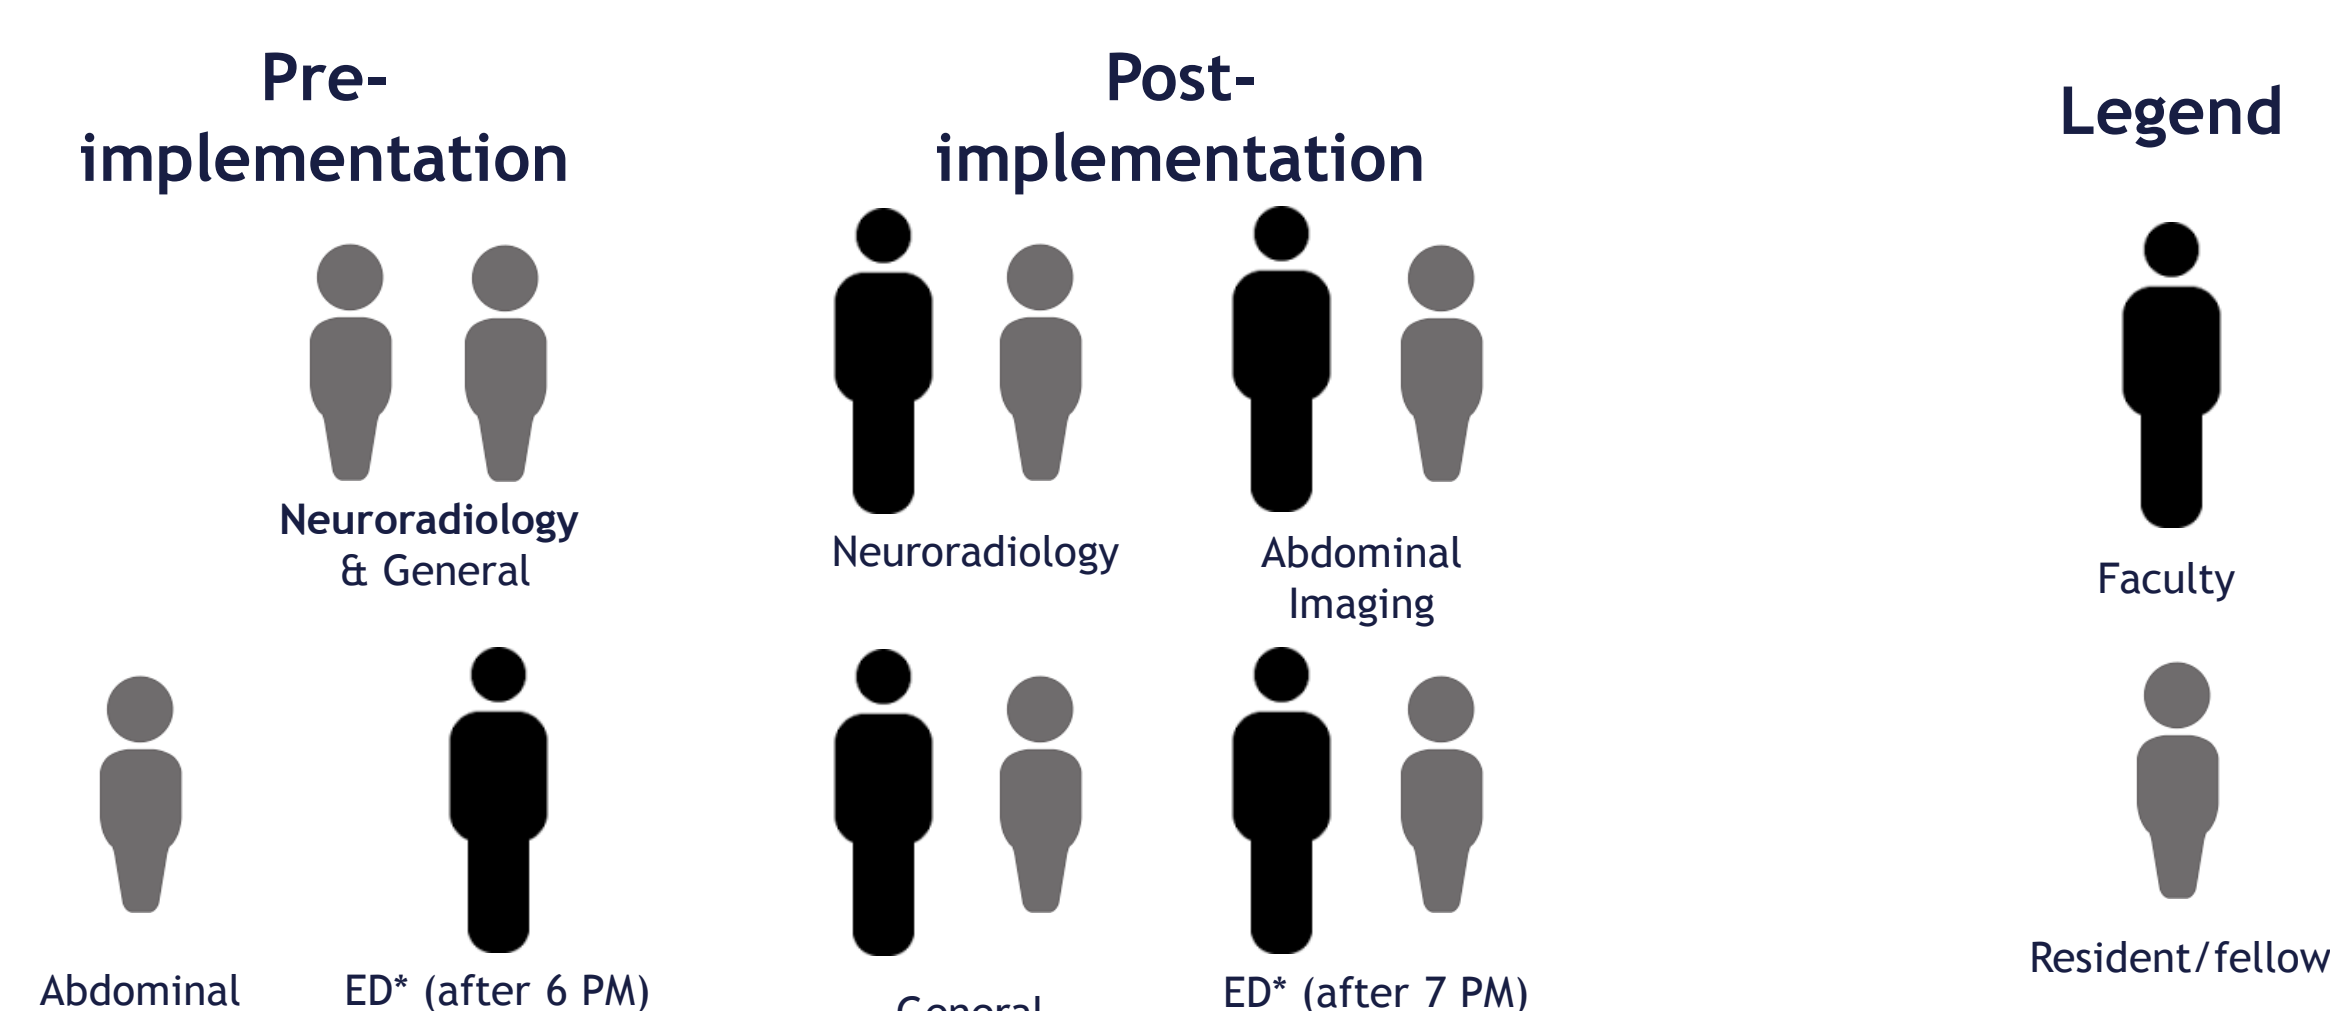 Pre-
implementation
Neuroradiology
& General
Abdominal
ED* (after 6 PM)
Post-
implementation
Neuroradiology
Abdominal
Imaging
General
ED* (after 7 PM)
Legend
Faculty
Resident/fellow